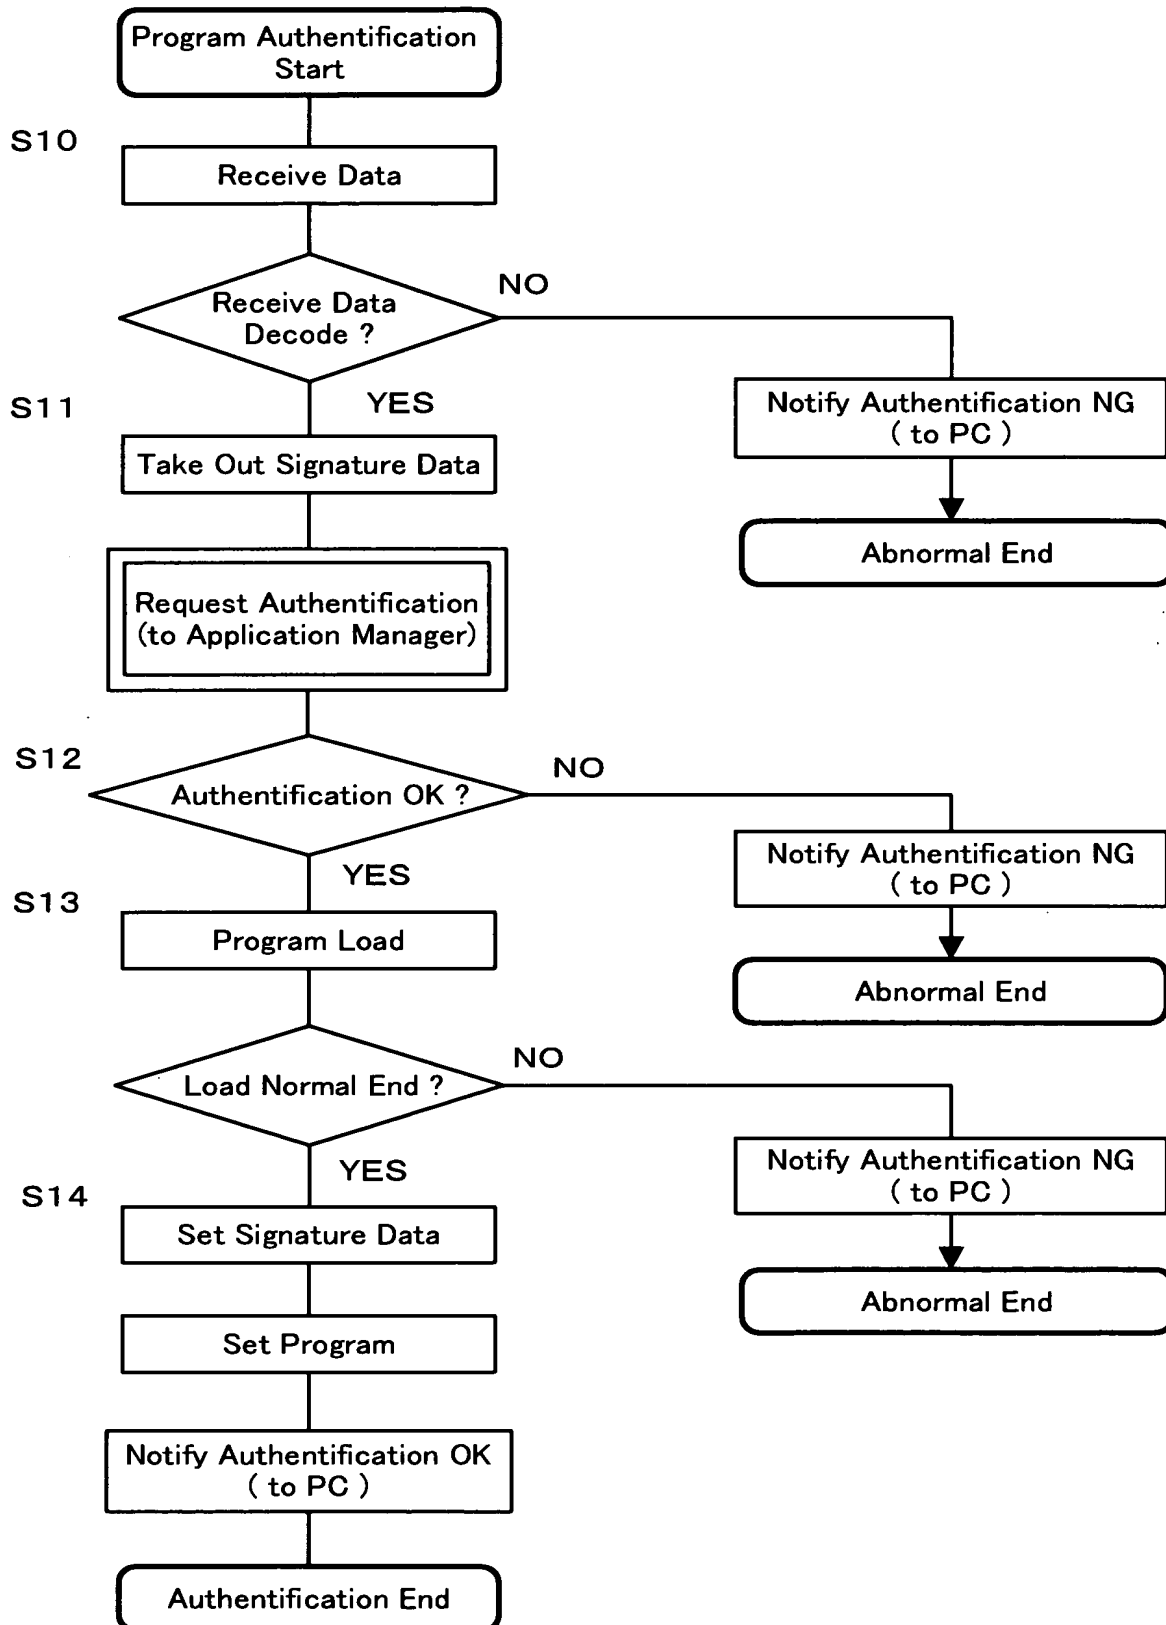 Program Authentification
Start
S10
Receive Data
Receive Data
Decode ?
NO
S11
YES
Notify Authentification NG
( to PC )
Take Out Signature Data
Abnormal End
Request Authentification
(to Application Manager)
S12
Authentification OK ?
NO
Notify Authentification NG
( to PC )
YES
S13
Program Load
Abnormal End
Load Normal End ?
NO
Notify Authentification NG
( to PC )
YES
S14
Set Signature Data
Abnormal End
Set Program
Notify Authentification OK
( to PC )
Authentification End